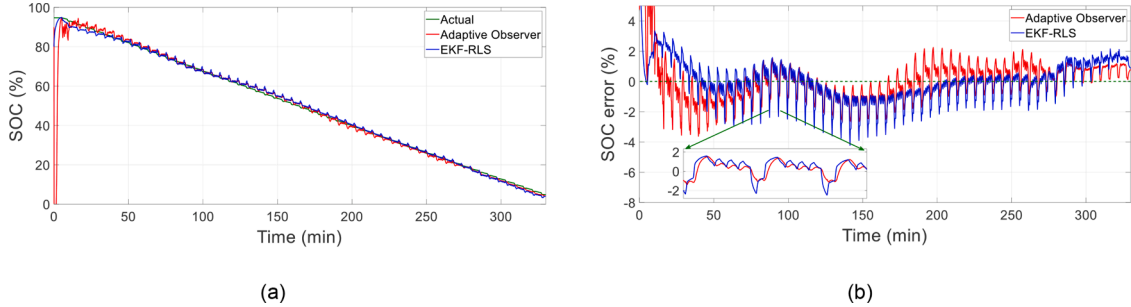 100
80
60
40
20
0
SOC (%)
0
50
100
150
200
250
300
Time (min)
Actual
Adaptive Observer
EKF-RLS
(a)
4
2
0
-2
-4
-6
-8
SOC error (%)
0
50
100
150
200
250
300
Time (min)
Adaptive Observer
EKF-RLS
2
0
-2
(b)